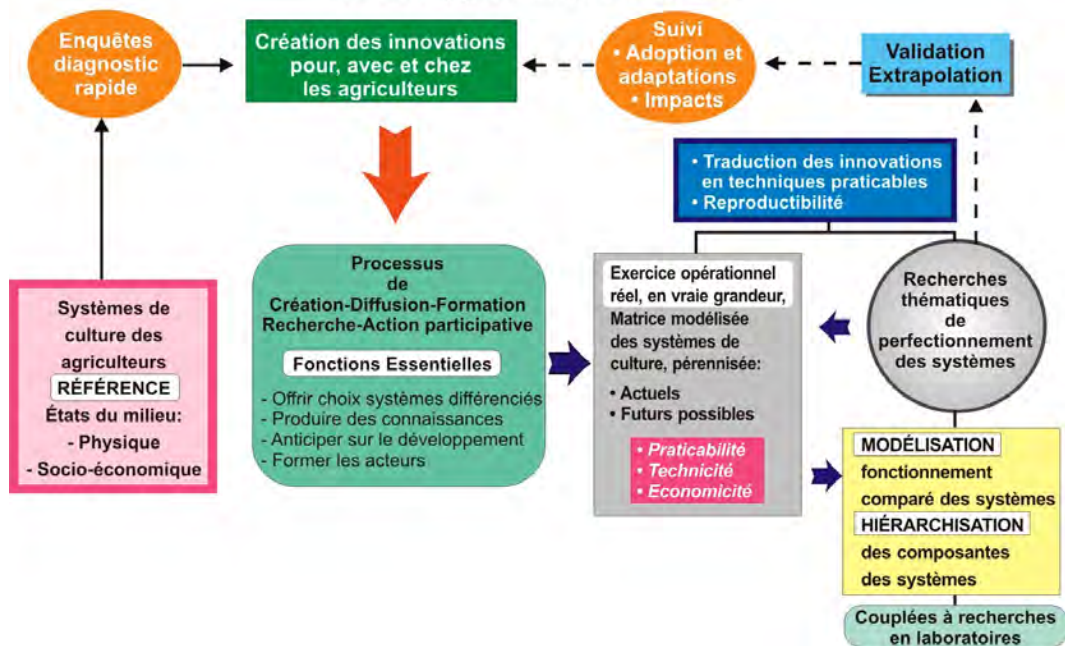 Enquêtes
diagnostic
rapide
Création des innovations
pour, avec et chez
les agriculteurs
Suivi
• Adoption et
adaptations
• Impacts
Validation
Extrapolation
• Traduction des innovations
en techniques praticables
• Reproductibilité
Systèmes de
culture des
agriculteurs
RÉFÉRENCE
États du milieu:
- Physique
- Socio-économique
Processus
de
Création-Diffusion-Formation
Recherche-Action participative
Fonctions Essentielles
- Offrir choix systèmes différenciés
- Produire des connaissances
- Anticiper sur le développement
- Former les acteurs
Exercice opérationnel
réel, en vraie grandeur,
Matrice modélisée
des systèmes de
culture, pérennisée:
• Actuels
• Futurs possibles
• Praticabilité
• Technicité
• Economicité
Recherches
thématiques
de
perfectionnement
des systèmes
MODÉLISATION
fonctionnement
comparé des systèmes
HIÉRARCHISATION
des composantes
des systèmes
Couplées à recherches
en laboratoires